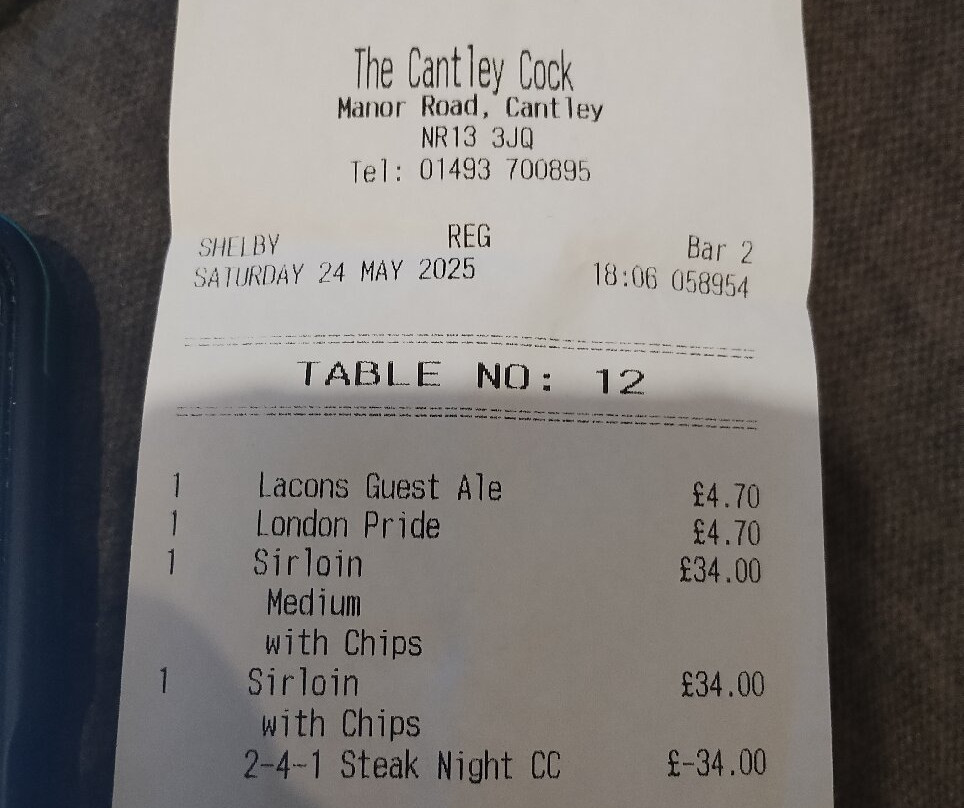 The Cantley Cock
Manor Road, Cantley
NR13 3JQ
Tel: 01493 700895
SHELBY REG Bar 2
SATURDAY 24 MAY 2025 18:06 058954
TABLE NO: 12
1 Lacons Guest Ale £4.70
1 London Pride £4.70
1 Sirloin £34.00
Medium
with Chips
1 Sirloin £34.00
with Chips
2-4-1 Steak Night CC £-34.00